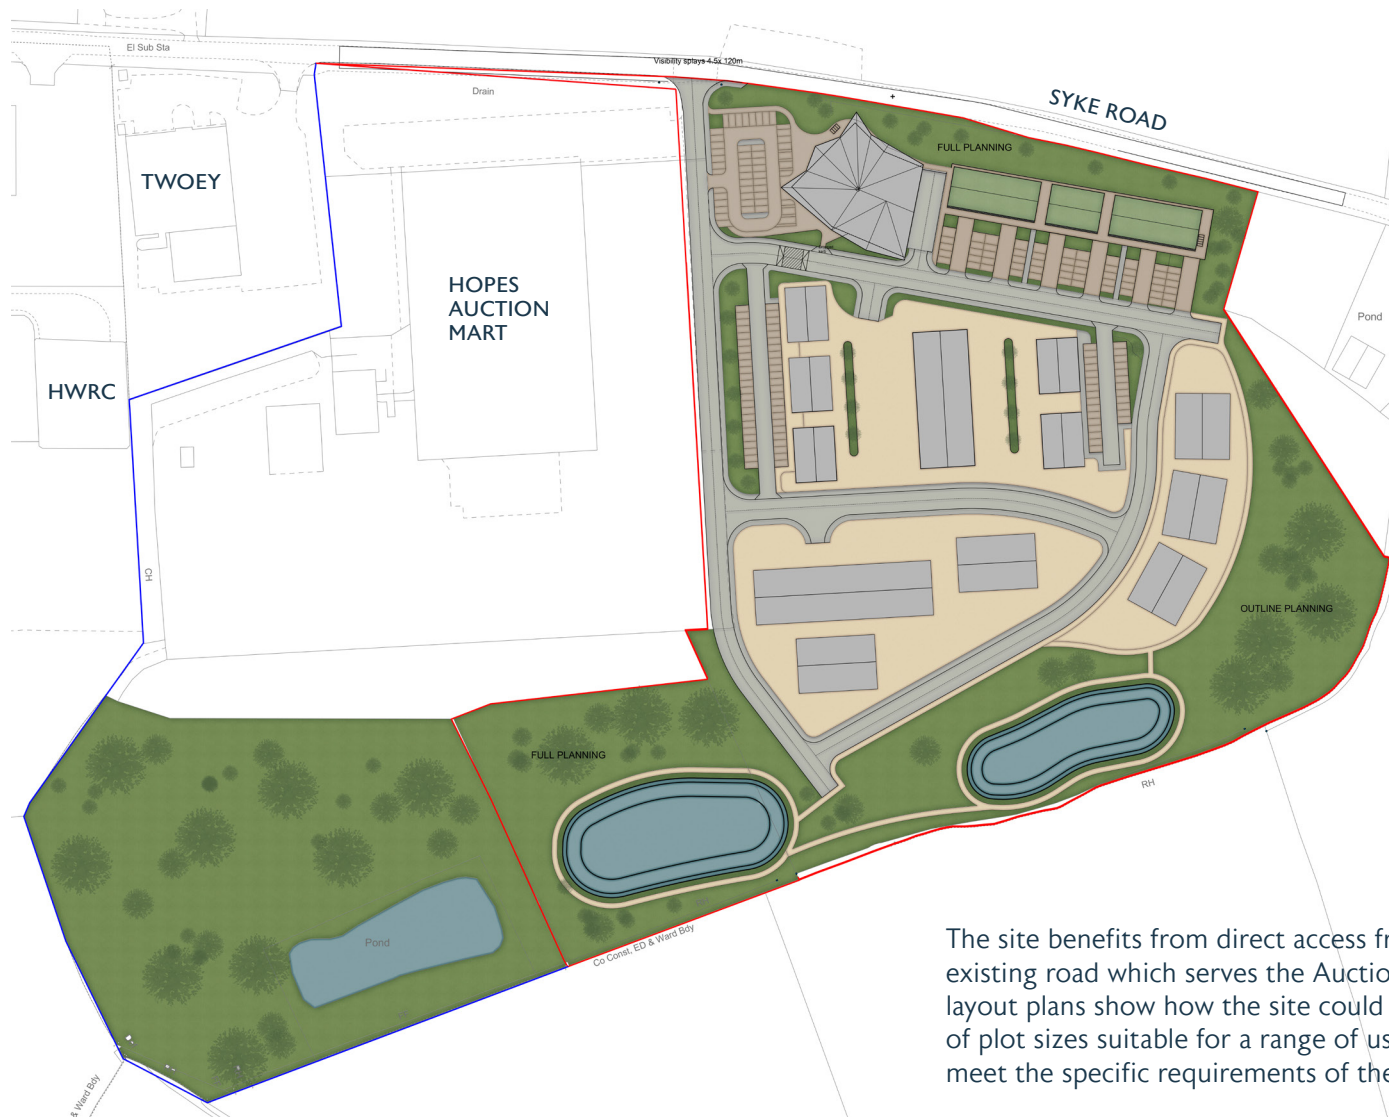 El Sub Sta
Visibility splays 4.5x 120m
Drain
SYKE ROAD
FULL PLANNING
TWOEY
HOPES
AUCTION
MART
Pond
HWRC
CH
OUTLINE PLANNING
FULL PLANNING
RH
Pond
Co Const, ED & Ward Bdy
& Ward Bdy
The site benefits from direct access fr
existing road which serves the Auctio
layout plans show how the site could
of plot sizes suitable for a range of us
meet the specific requirements of the